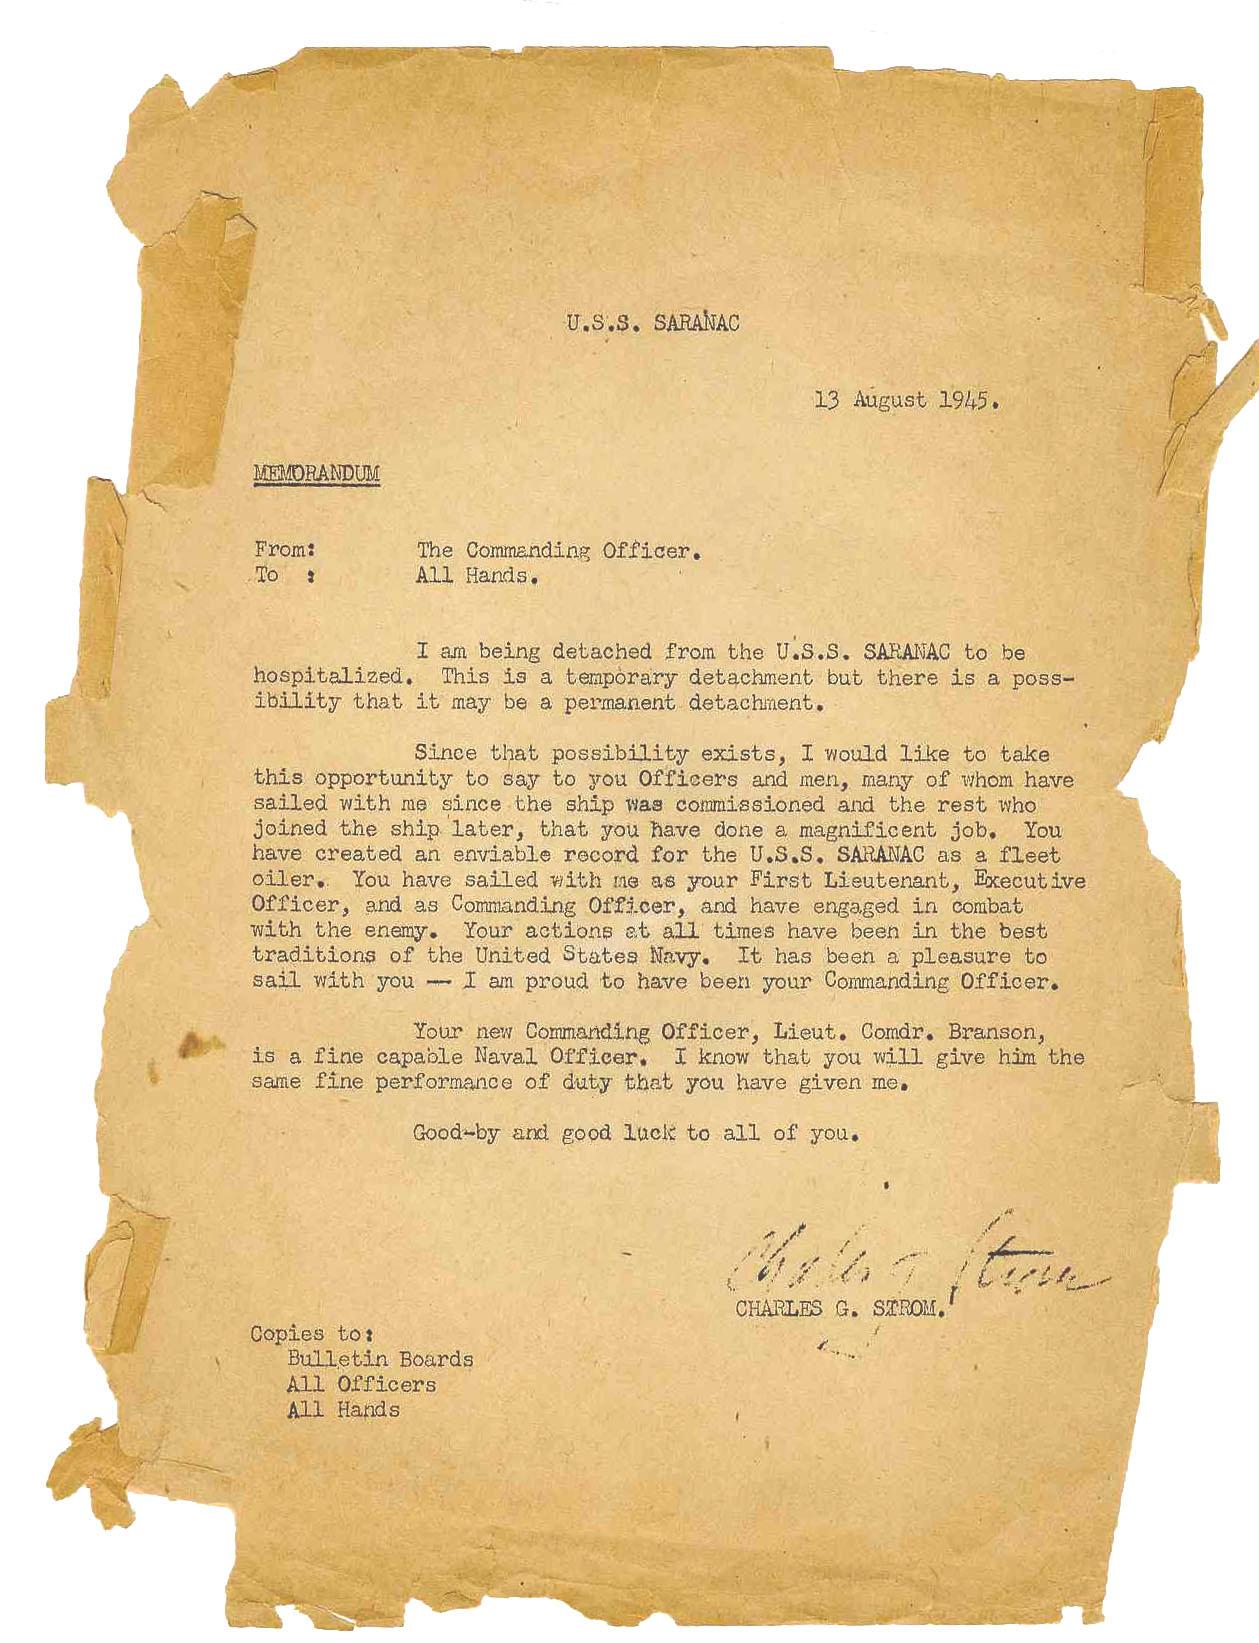 U.S.S. SARANAC
13 August 1945.
MEMORANDUM
From: The Commanding Officer.
To : All Hands.
I am being detached from the U.S.S. SARANAC to be
hospitalized. This is a temporary detachment but there is a poss-
ibility that it may be a permanent detachment.
Since that possibility exists, I would like to take
this opportunity to say to you Officers and men, many of whom have
sailed with me since the ship was commissioned and the rest who
joined the ship later, that you have done a magnificent job. You
have created an enviable record for the U.S.S. SARANAC as a fleet
oiler. You have sailed with me as your First Lieutenant, Executive
Officer, and as Commanding Officer, and have engaged in combat
with the enemy. Your actions at all times have been in the best
traditions of the United States Navy. It has been a pleasure to
sail with you — I am proud to have been your Commanding Officer.
Your new Commanding Officer, Lieut. Comdr. Branson,
is a fine capable Naval Officer. I know that you will give him the
same fine performance of duty that you have given me.
Good-by and good luck to all of you.
Charles G Strom
CHARLES G. STROM.
Copies to:
Bulletin Boards
All Officers
All Hands